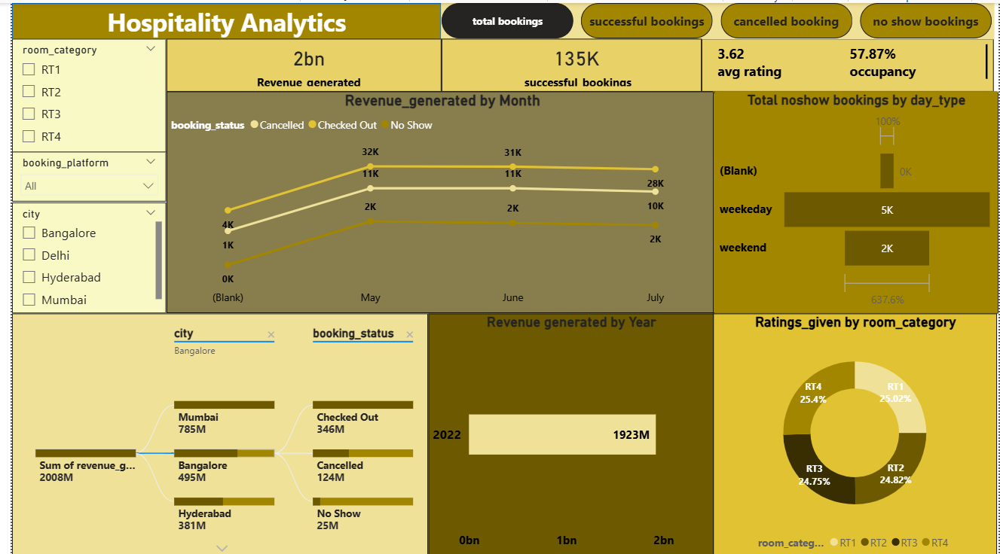 Hospitality Analytics
total bookings
successful bookings
cancelled booking
no show bookings
room_category
RT1
RT2
RT3
RT4
booking_platform
All
city
Bangalore
Delhi
Hyderabad
Mumbai
2bn
Revenue_generated
135K
successful_bookings
3.62
avg rating
57.87%
occupancy
Revenue_generated by Month
booking_status Cancelled Checked Out No Show
32K
31K
11K
11K
28K
2K
2K
10K
4K
1K
2K
0K
(Blank) May June July
Total noshow bookings by day_type
100%
(Blank) 0K
weekeday 5K
weekend 2K
637.6%
city
Bangalore
booking_status
Mumbai
785M
Checked Out
346M
Sum of revenue_g...
2008M
Bangalore
495M
Cancelled
124M
Hyderabad
381M
No Show
25M
Revenue generated by Year
2022 1923M
0bn 1bn 2bn
Ratings_given by room_category
RT4
25.4%
RT1
25.02%
RT3
24.75%
RT2
24.82%
room_categ... RT1 RT2 RT3 RT4